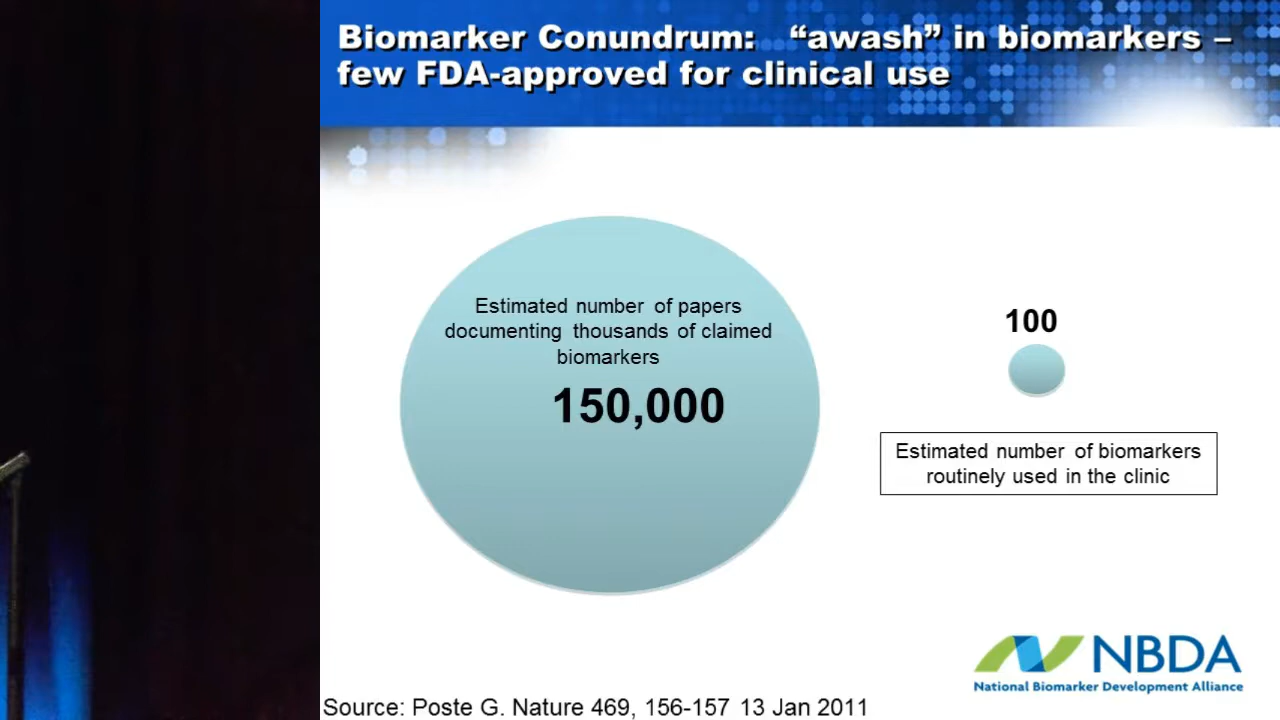 Biomarker Conundrum: “awash” in biomarkers –
few FDA-approved for clinical use
Estimated number of papers
documenting thousands of claimed
biomarkers
150,000
100
Estimated number of biomarkers
routinely used in the clinic
NBDA
National Biomarker Development Alliance
Source: Poste G. Nature 469, 156-157 13 Jan 2011